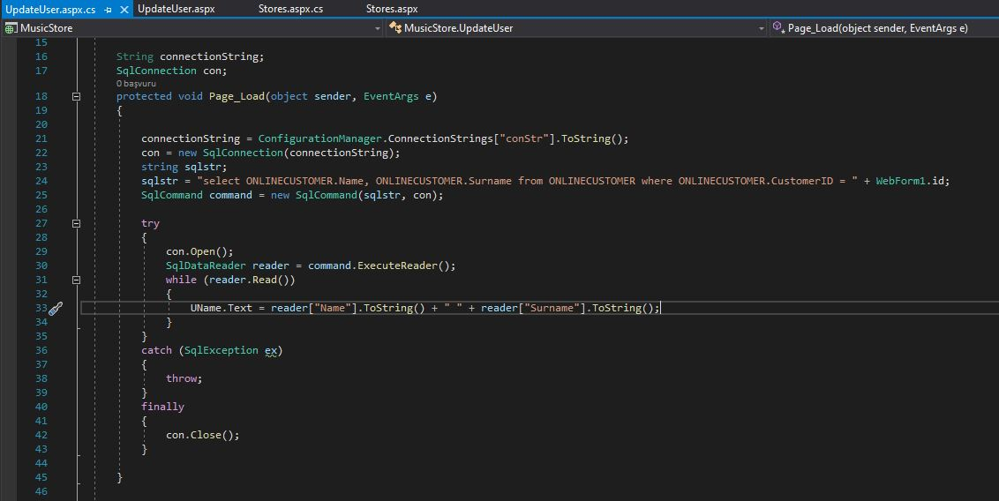 UpdateUser.aspx.cs UpdateUser.aspx Stores.aspx.cs Stores.aspx
MusicStore MusicStore.UpdateUser Page_Load(object sender, EventArgs e)
15
16 String connectionString;
17 SqlConnection con;
0 başvuru
18 protected void Page_Load(object sender, EventArgs e)
19 {
20
21 connectionString = ConfigurationManager.ConnectionStrings["conStr"].ToString();
22 con = new SqlConnection(connectionString);
23 string sqlstr;
24 sqlstr = "select ONLINECUSTOMER.Name, ONLINECUSTOMER.Surname from ONLINECUSTOMER where ONLINECUSTOMER.CustomerID = " + WebForm1.id;
25 SqlCommand command = new SqlCommand(sqlstr, con);
26
27 try
28 {
29 con.Open();
30 SqlDataReader reader = command.ExecuteReader();
31 while (reader.Read())
32 {
33 UName.Text = reader["Name"].ToString() + " " + reader["Surname"].ToString();
34 }
35 }
36 catch (SqlException ex)
37 {
38 throw;
39 }
40 finally
41 {
42 con.Close();
43 }
44
45 }
46